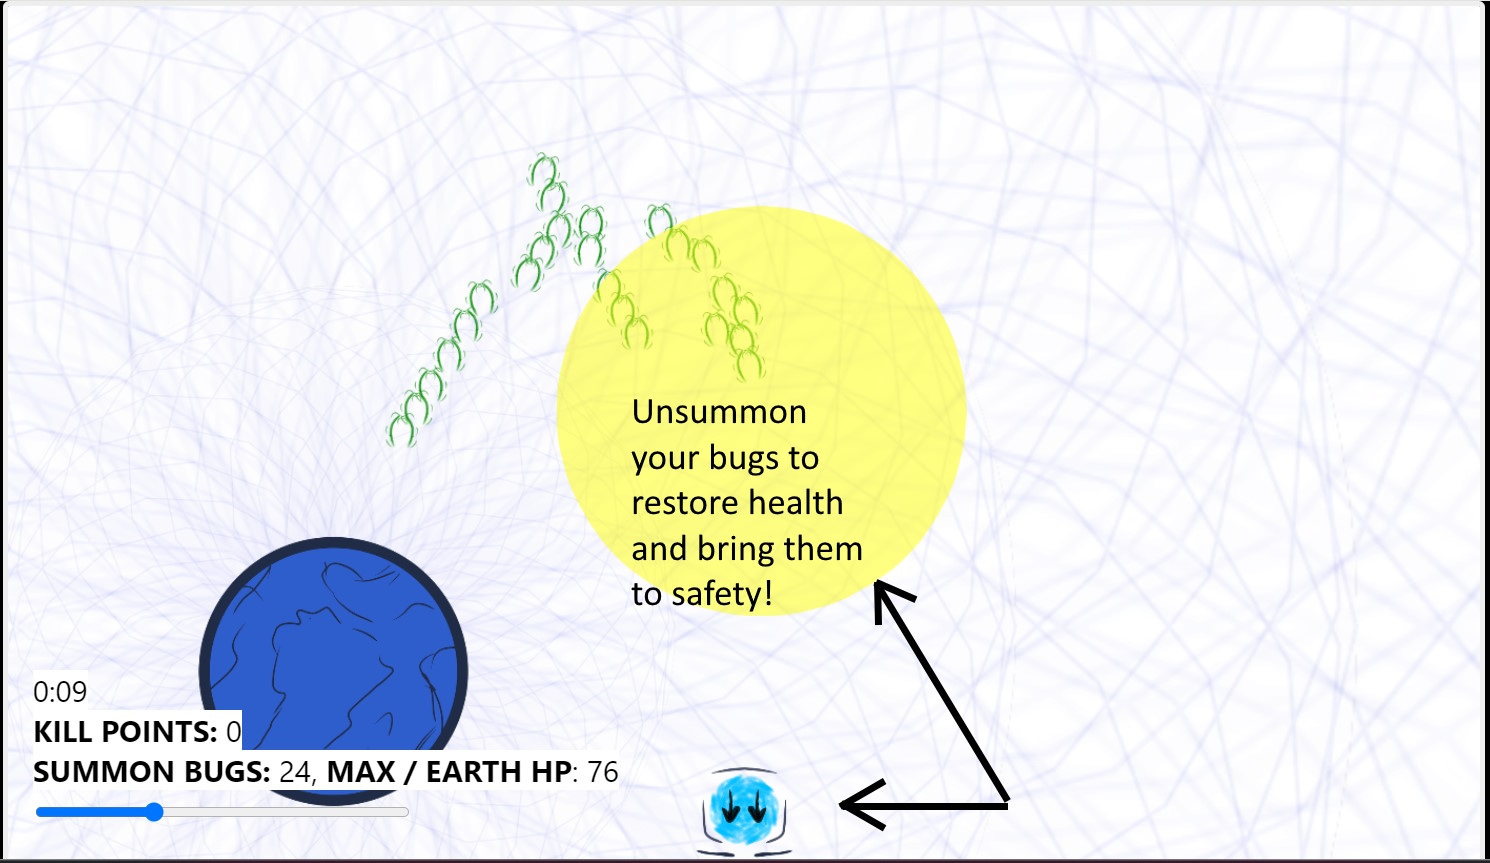 Unsummon
your bugs to
restore health
and bring them
to safety!
0:09
KILL POINTS: 0
SUMMON BUGS: 24, MAX / EARTH HP: 76